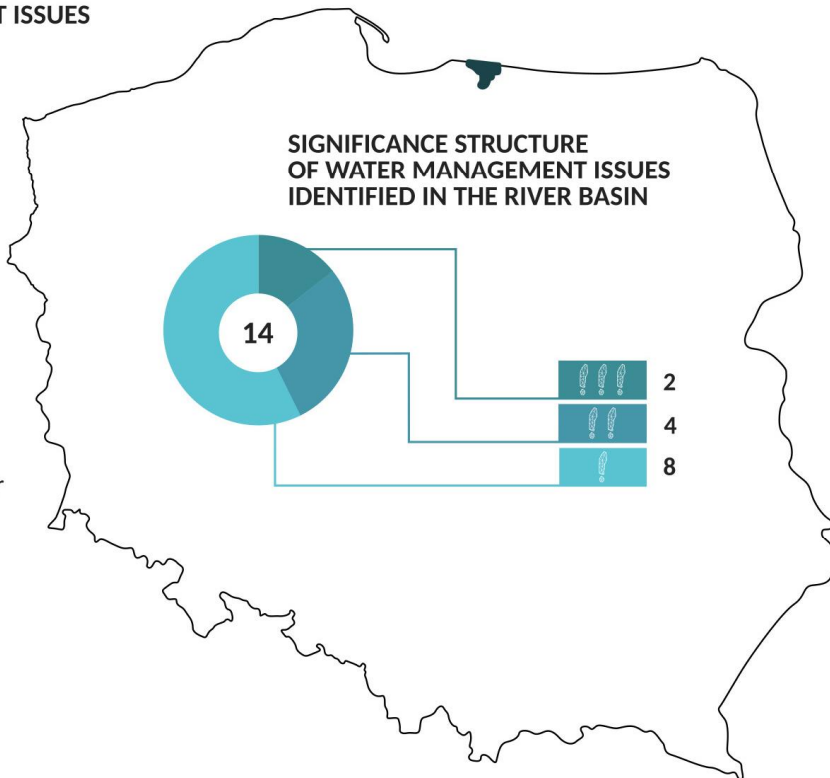 T ISSUES
SIGNIFICANCE STRUCTURE
OF WATER MANAGEMENT ISSUES
IDENTIFIED IN THE RIVER BASIN
14
!!! 2
!! 4
! 8